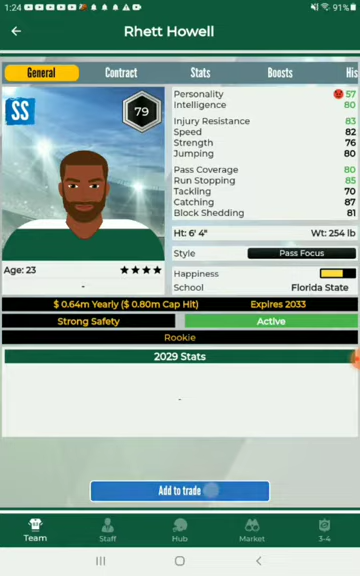 1:24
91%
Rhett Howell
General Contract Stats Boosts His
SS
79
Personality 57
Intelligence 80
Injury Resistance 83
Speed 82
Strength 76
Jumping 80
Pass Coverage 80
Run Stopping 85
Tackling 70
Catching 87
Block Shedding 81
Ht: 6' 4" Wt: 254 lb
Style Pass Focus
Age: 23
-
Happiness
School Florida State
$ 0.64m Yearly ($ 0.80m Cap Hit) Expires 2033
Strong Safety Active
Rookie
2029 Stats
-
Add to trade
Team Staff Hub Market 3-4